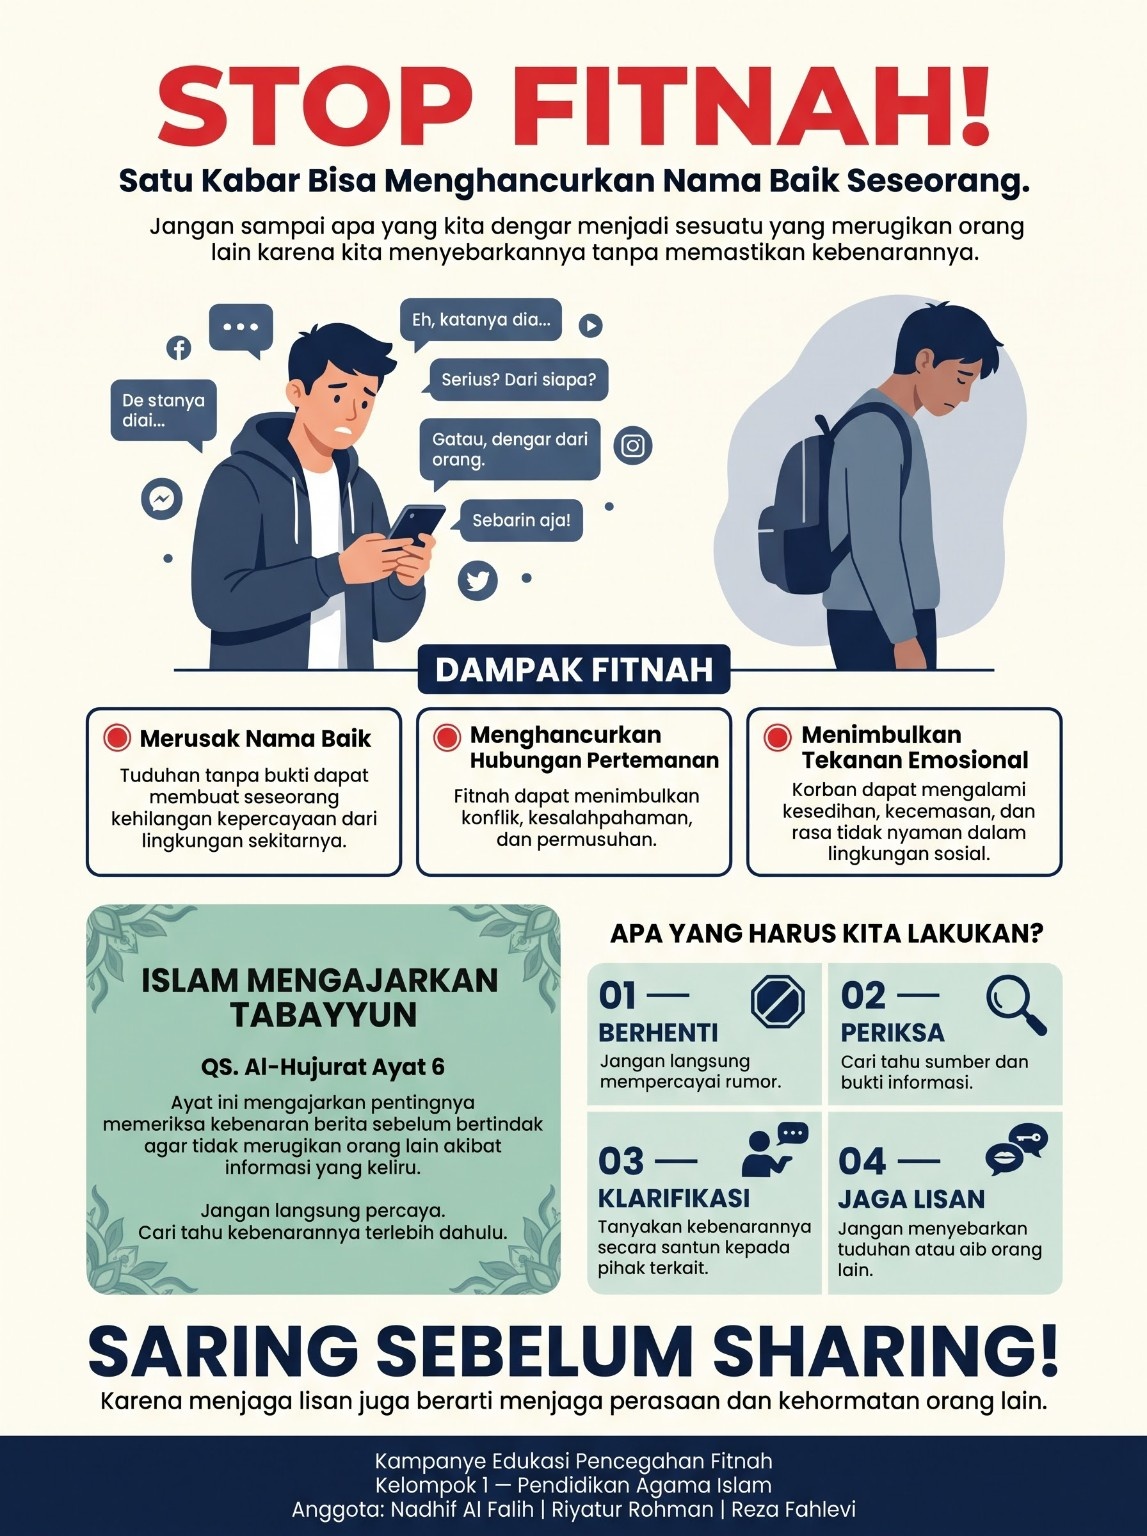 STOP FITNAH!
Satu Kabar Bisa Menghancurkan Nama Baik Seseorang.
Jangan sampai apa yang kita dengar menjadi sesuatu yang merugikan orang
lain karena kita menyebarkannya tanpa memastikan kebenarannya.
Eh, katanya dia...
Serius? Dari siapa?
De stanya
diai...
Gatau, dengar dari
orang.
Sebarin aja!
DAMPAK FITNAH
Merusak Nama Baik
Tuduhan tanpa bukti dapat
membuat seseorang
kehilangan kepercayaan dari
lingkungan sekitarnya.
Menghancurkan
Hubungan Pertemanan
Fitnah dapat menimbulkan
konflik, kesalahpahaman,
dan permusuhan.
Menimbulkan
Tekanan Emosional
Korban dapat mengalami
kesedihan, kecemasan, dan
rasa tidak nyaman dalam
lingkungan sosial.
ISLAM MENGAJARKAN
TABAYYUN
QS. Al-Hujurat Ayat 6
Ayat ini mengajarkan pentingnya
memeriksa kebenaran berita sebelum bertindak
agar tidak merugikan orang lain akibat
informasi yang keliru.
Jangan langsung percaya.
Cari tahu kebenarannya terlebih dahulu.
APA YANG HARUS KITA LAKUKAN?
01 —
BERHENTI
Jangan langsung
mempercayai rumor.
02 —
PERIKSA
Cari tahu sumber dan
bukti informasi.
03 —
KLARIFIKASI
Tanyakan kebenarannya
secara santun kepada
pihak terkait.
04 —
JAGA LISAN
Jangan menyebarkan
tuduhan atau aib orang
lain.
SARING SEBELUM SHARING!
Karena menjaga lisan juga berarti menjaga perasaan dan kehormatan orang lain.
Kampanye Edukasi Pencegahan Fitnah
Kelompok 1 — Pendidikan Agama Islam
Anggota: Nadhif Al Falih | Riyatur Rohman | Reza Fahlevi